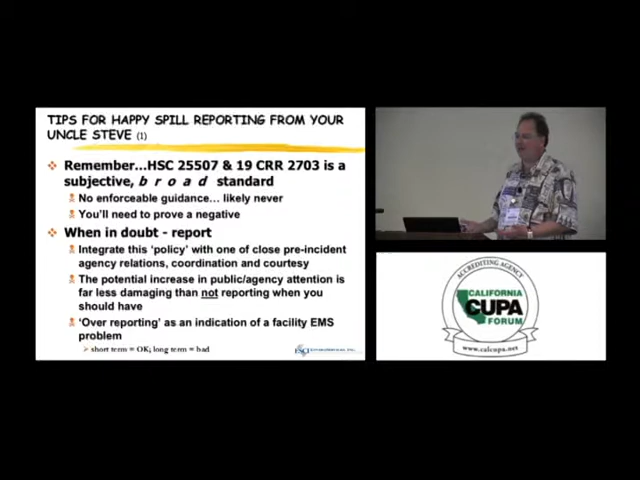 TIPS FOR HAPPY SPILL REPORTING FROM YOUR
UNCLE STEVE (1)
Remember...HSC 25507 & 19 CRR 2703 is a
subjective, b r o a d standard
No enforceable guidance... likely never
You'll need to prove a negative
When in doubt - report
Integrate this 'policy' with one of close pre-incident
agency relations, coordination and courtesy
The potential increase in public/agency attention is
far less damaging than not reporting when you
should have
'Over reporting' as an indication of a facility EMS
problem
short term = OK; long term = bad
ACCREDITING AGENCY
CALIFORNIA
CUPA
FORUM
www.calcupa.net